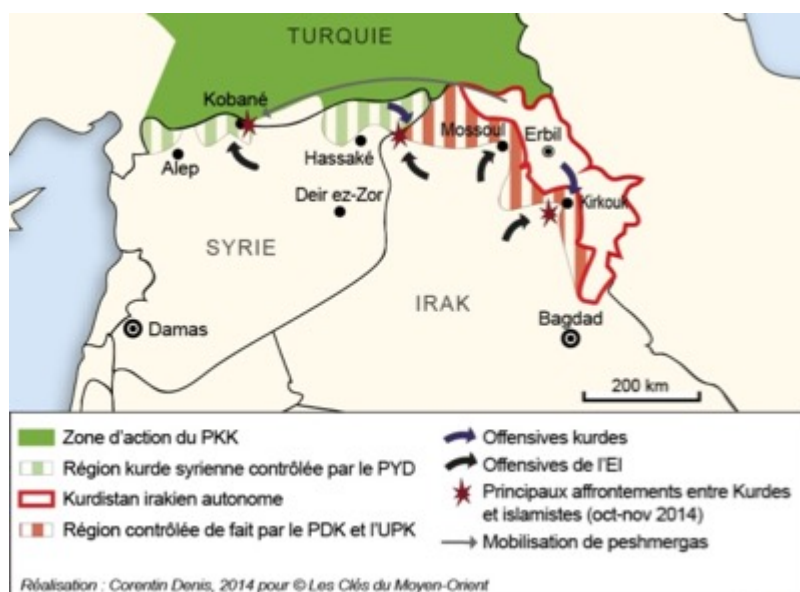 TURQUIE
Kobané
Mossoul
Erbil
Alep
Hassaké
Deir ez-Zor
Kirkouk
SYRIE
IRAK
Damas
Bagdad
200 km
Zone d'action du PKK
Région kurde syrienne contrôlée par le PYD
Kurdistan irakien autonome
Région contrôlée de fait par le PDK et l'UPK
Offensives kurdes
Offensives de l'EI
Principaux affrontements entre Kurdes
et islamistes (oct-nov 2014)
Mobilisation de peshmergas
Réalisation : Corentin Denis, 2014 pour © Les Clés du Moyen-Orient